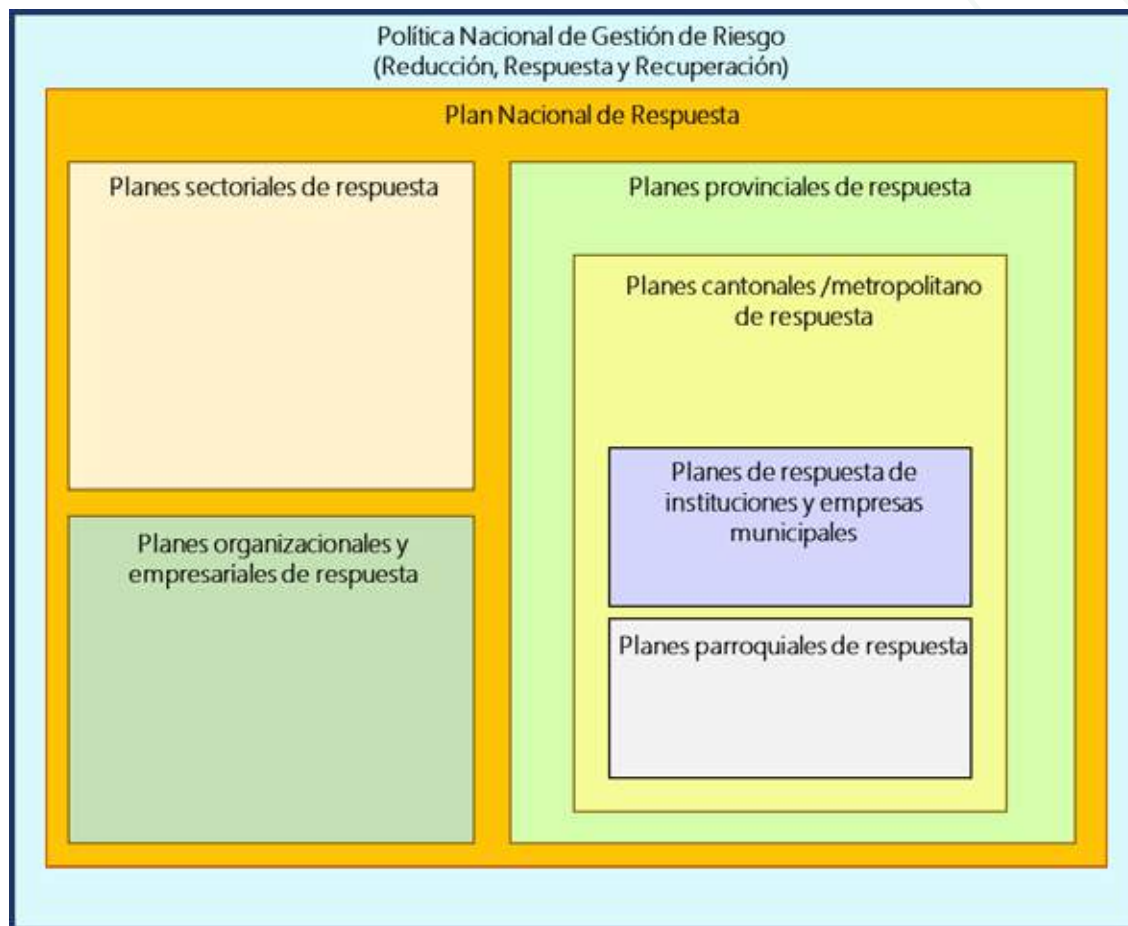 Política Nacional de Gestión de Riesgo
(Reducción, Respuesta y Recuperación)
Plan Nacional de Respuesta
Planes sectoriales de respuesta
Planes organizacionales y
empresariales de respuesta
Planes provinciales de respuesta
Planes cantonales /metropolitano
de respuesta
Planes de respuesta de
instituciones y empresas
municipales
Planes parroquiales de respuesta